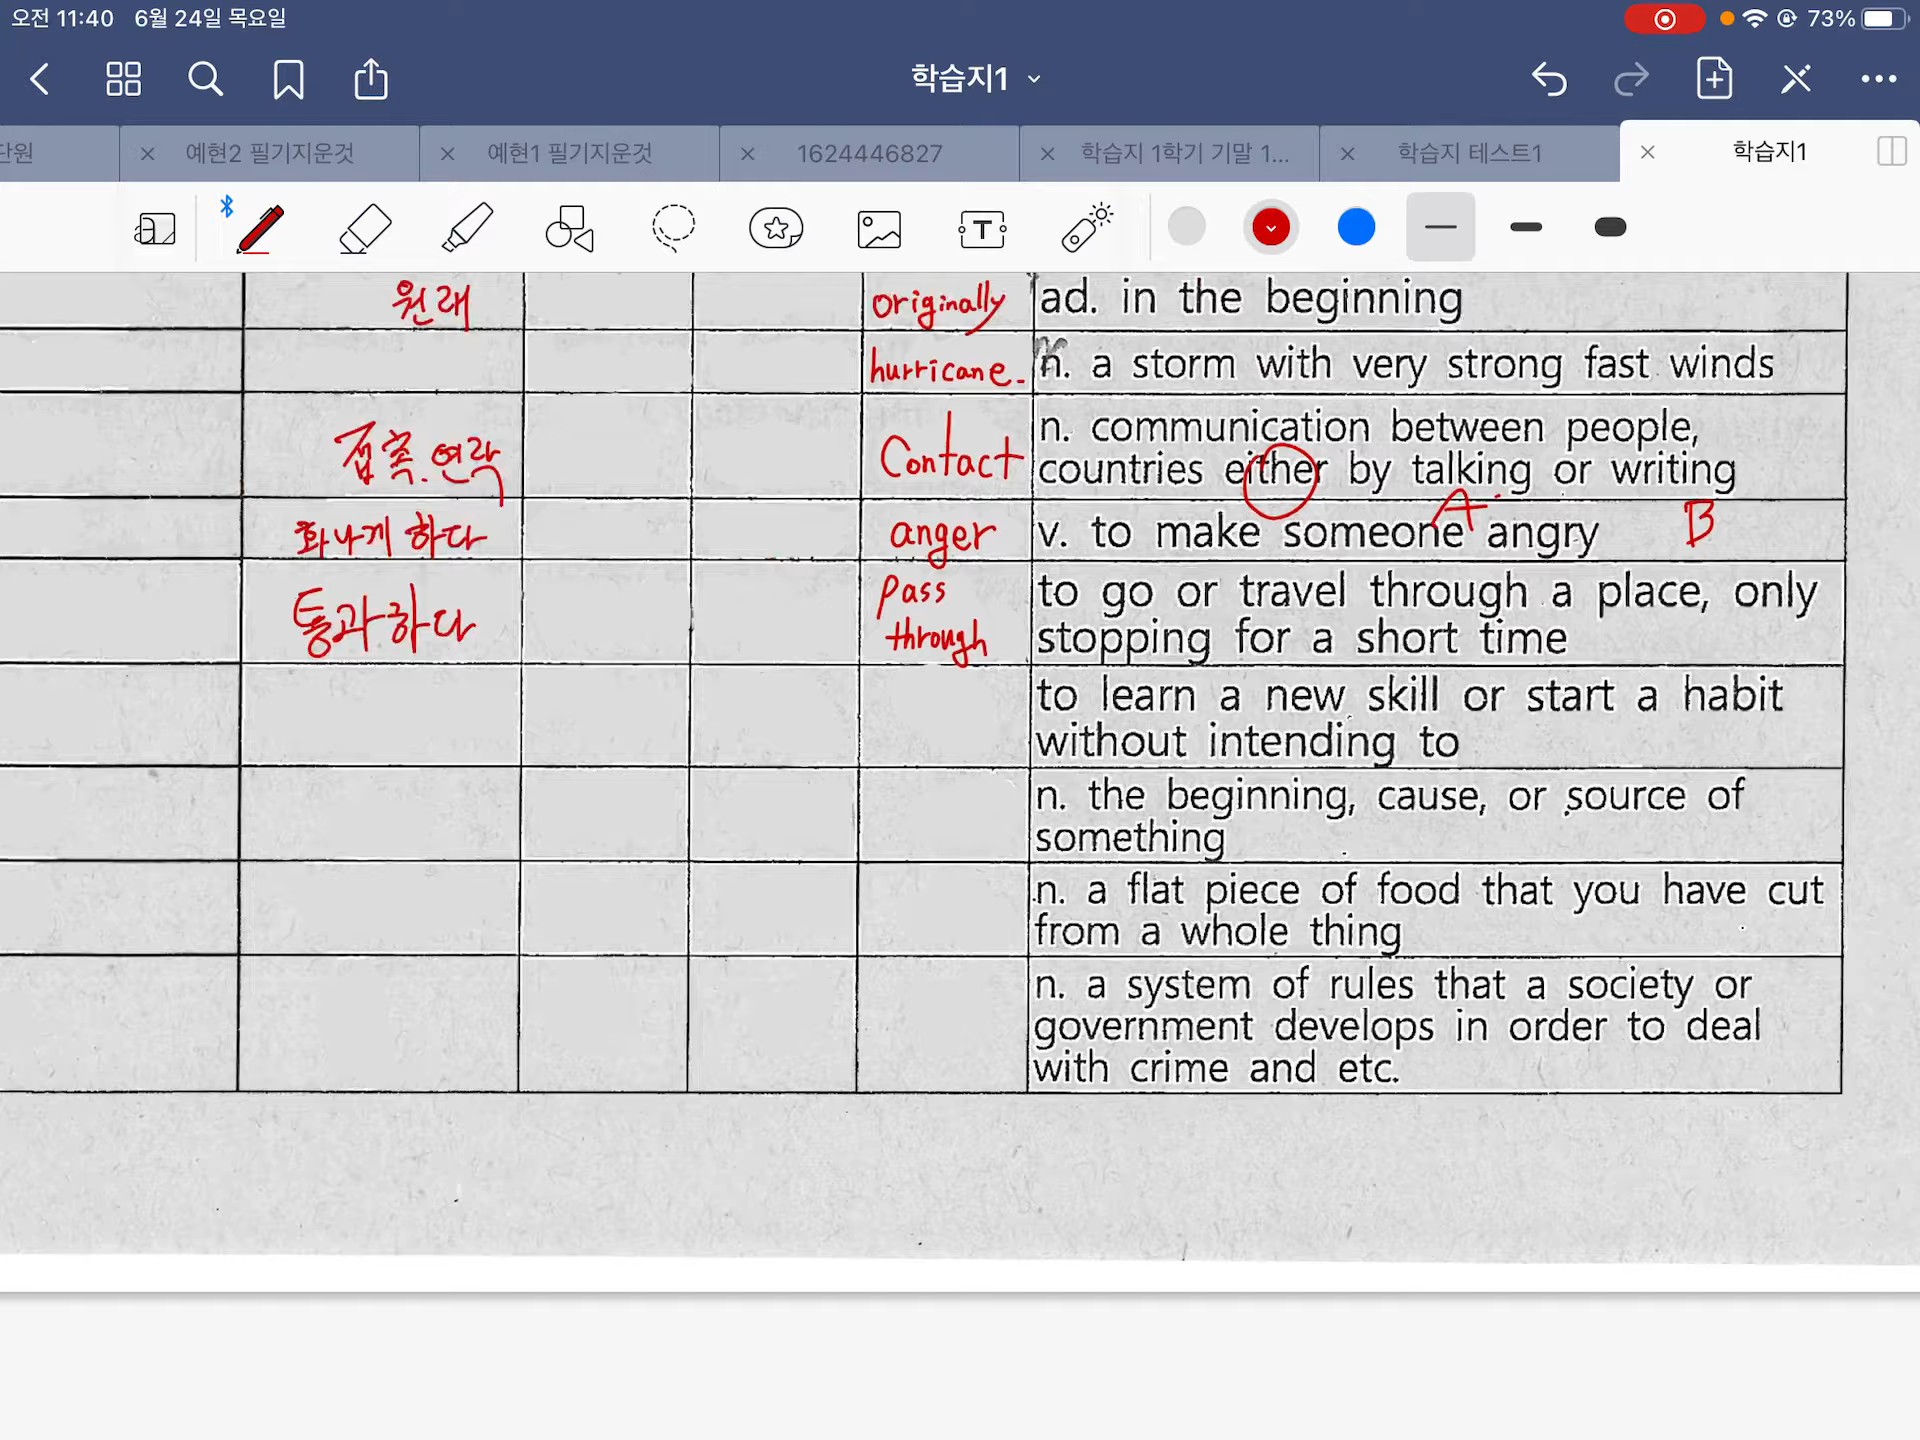 오전 11:40 6월 24일 목요일
73%
학습지1
단원
예현2 필기지운것
예현1 필기지운것
1624446827
학습지 1학기 기말 1...
학습지 테스트1
학습지1
원래 originally ad. in the beginning
hurricane. n. a storm with very strong fast winds
접촉. 연락 Contact n. communication between people,
countries either by talking or writing
A B
화나게 하다 anger v. to make someone angry
통과하다 pass through to go or travel through a place, only
stopping for a short time
to learn a new skill or start a habit
without intending to
n. the beginning, cause, or source of
something
n. a flat piece of food that you have cut
from a whole thing
n. a system of rules that a society or
government develops in order to deal
with crime and etc.